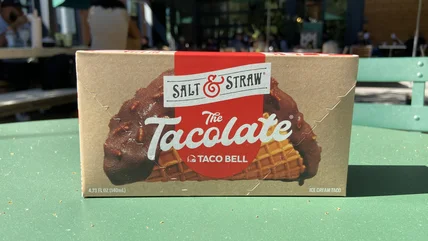 SALT & STRAW
The
Tacolate
TACO BELL
ICE CREAM TACO